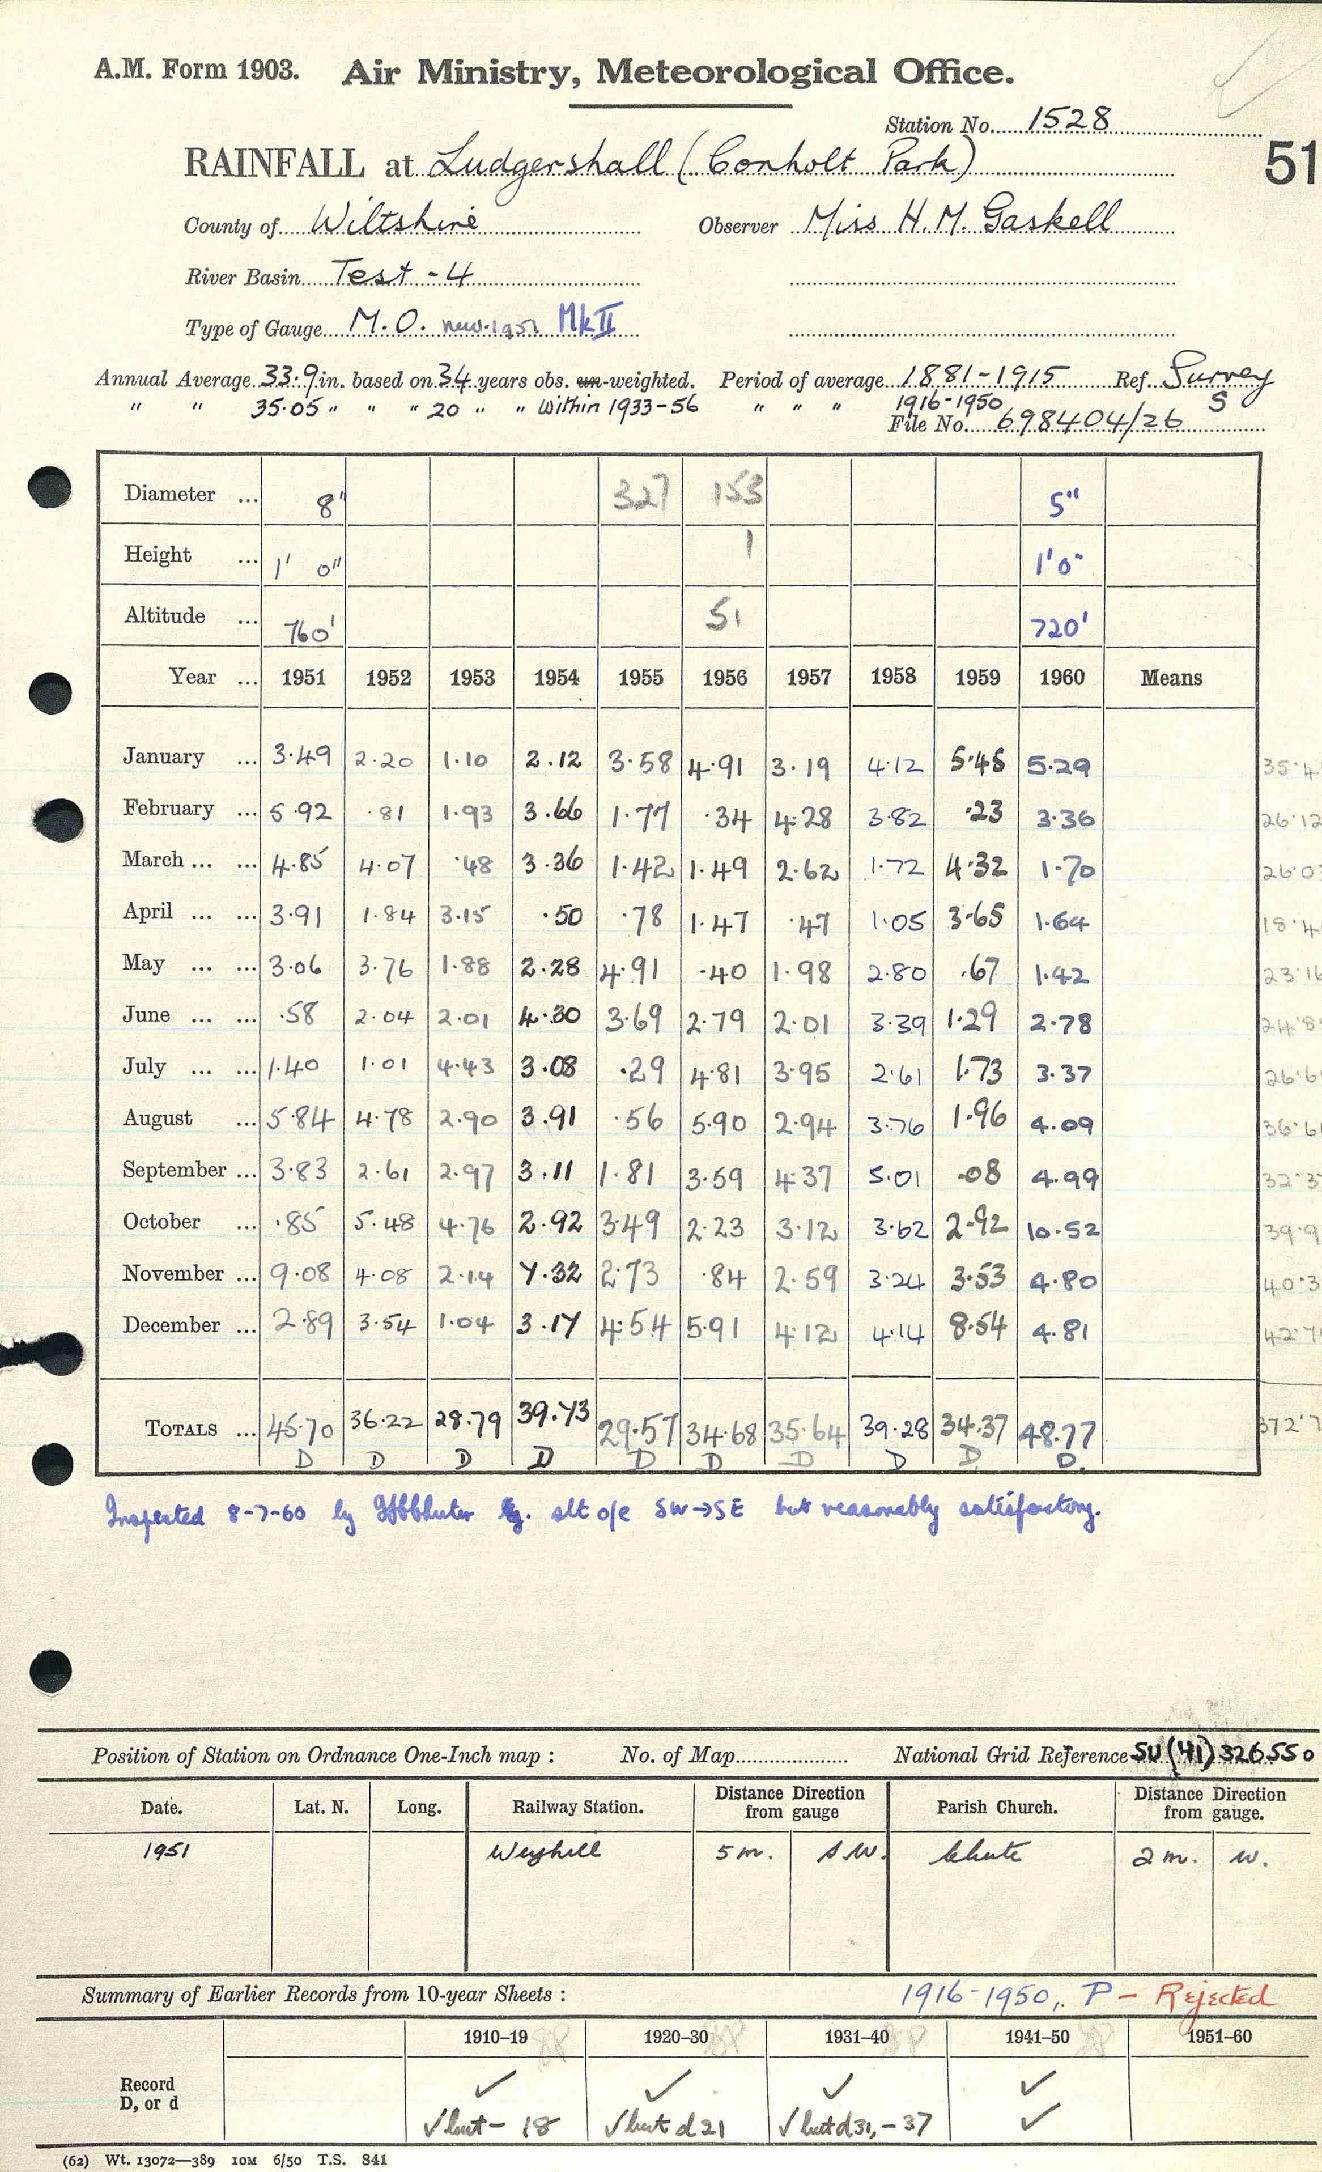 A.M. Form 1903. Air Ministry, Meteorological Office.
Station No. 1528
51
RAINFALL at Ludgershall (Conholt Park)
County of Wiltshire Observer Miss H. M. Gaskell
River Basin Test - 4
Type of Gauge M.O. new 1951 Mk II
Annual Average 33.9 in. based on 34 years obs. un-weighted. Period of average 1881-1915 Ref. Survey
" " 35.05 " " " 20 " " within 1933-56 " " " 1916-1950 S
File No. 698404/26
Diameter ... 8" 327 153 5"
Height ... 1' 0" 1 1'0"
Altitude ... 760' 51 720'
Year ... 1951 1952 1953 1954 1955 1956 1957 1958 1959 1960 Means
January ... 3.49 2.20 1.10 2.12 3.58 4.91 3.19 4.12 5.45 5.29 35.4
February ... 5.92 .81 1.93 3.66 1.77 .34 4.28 3.82 .23 3.36 26.12
March ... ... 4.85 4.07 .48 3.36 1.42 1.49 2.62 1.72 4.32 1.70 26.0
April ... ... 3.91 1.84 3.15 .50 .78 1.47 .47 1.05 3.65 1.64 18.4
May ... ... 3.06 3.76 1.88 2.28 4.91 .40 1.98 2.80 .67 1.42 23.16
June ... ... .58 2.04 2.01 4.30 3.69 2.79 2.01 3.39 1.29 2.78 24.8
July ... ... 1.40 1.01 4.43 3.08 .29 4.81 3.95 2.61 1.73 3.37 26.6
August ... 5.84 4.78 2.90 3.91 .56 5.90 2.94 3.76 1.96 4.09 36.6
September ... 3.83 2.61 2.97 3.11 1.81 3.59 4.37 5.01 .08 4.99 32.3
October ... .85 5.48 4.76 2.92 3.49 2.23 3.12 3.62 2.92 10.52 39.9
November ... 9.08 4.08 2.14 7.32 2.73 .84 2.59 3.24 3.53 4.80 40.3
December ... 2.89 3.54 1.04 3.17 4.54 5.91 4.12 4.14 8.54 4.81 42.7
TOTALS ... 45.70 36.22 28.79 39.73 29.57 34.68 35.64 39.28 34.37 48.77 372.7
D D D D D D D D D D.
Inspected 8-7-60 by alt o/e SW→SE but reasonably satisfactory.
Position of Station on Ordnance One-Inch map : No. of Map National Grid Reference SU (41) 326550
Date. Lat. N. Long. Railway Station. Distance from gauge Direction Parish Church. Distance from gauge. Direction
1951 Weyhill 5 m. S.W. Chute 2 m. W.
Summary of Earlier Records from 10-year Sheets : 1916-1950, P - Rejected
1910-19 1920-30 1931-40 1941-50 1951-60
Record D, or d ✓ ✓ ✓ ✓
✓ but - 18 ✓ but d 21 ✓ but d 31, - 37 ✓
(62) Wt. 13072—389 10M 6/50 T.S. 841